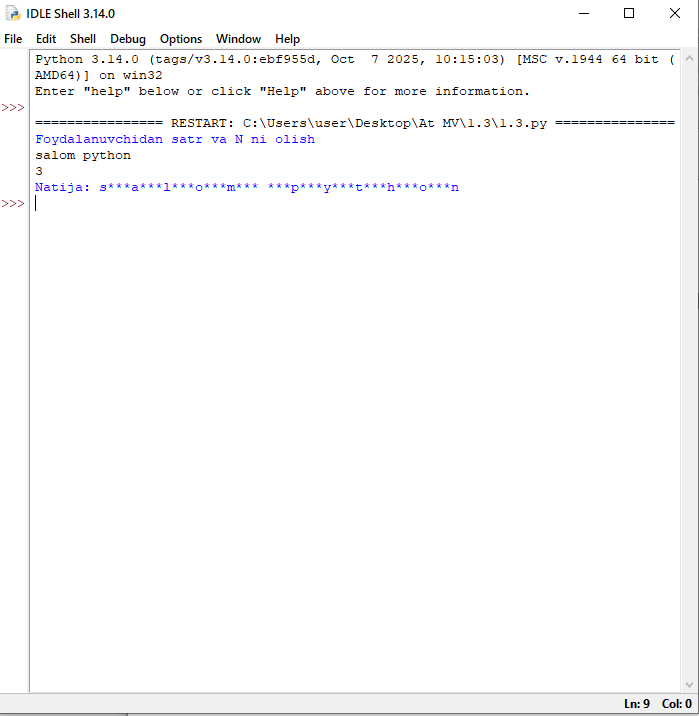 IDLE Shell 3.14.0
File Edit Shell Debug Options Window Help
Python 3.14.0 (tags/v3.14.0:ebf955d, Oct  7 2025, 10:15:03) [MSC v.1944 64 bit (
AMD64)] on win32
Enter "help" below or click "Help" above for more information.
>>>
================ RESTART: C:\Users\user\Desktop\At MV\1.3\1.3.py ===============
Foydalanuvchidan satr va N ni olish
salom python
3
Natija: s***a***l***o***m*** ***p***y***t***h***o***n
>>>
Ln: 9 Col: 0